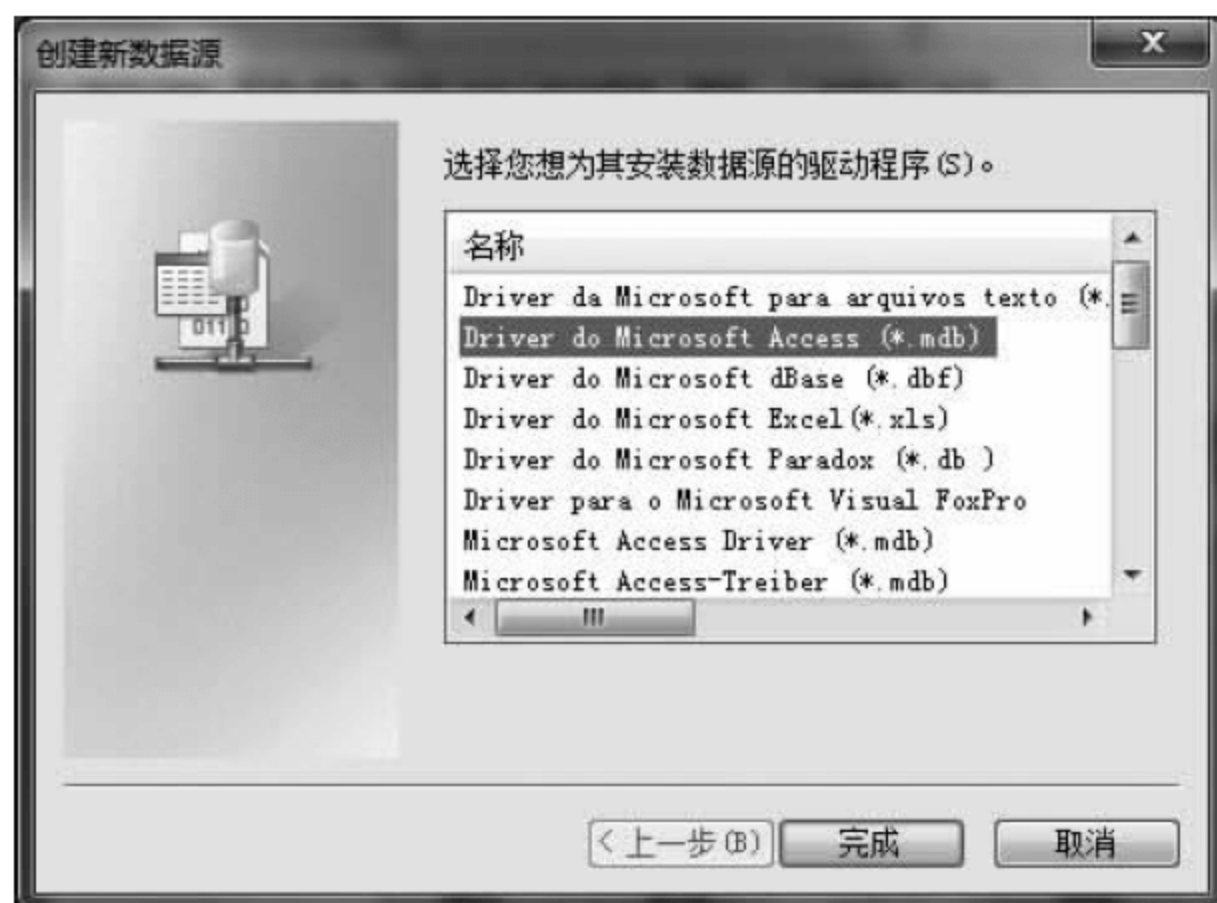 创建新数据源
选择您想为其安装数据源的驱动程序(S)。
名称
Driver da Microsoft para arquivos texto (*.
Driver do Microsoft Access (*.mdb)
Driver do Microsoft dBase (*.dbf)
Driver do Microsoft Excel(*.xls)
Driver do Microsoft Paradox (*.db )
Driver para o Microsoft Visual FoxPro
Microsoft Access Driver (*.mdb)
Microsoft Access-Treiber (*.mdb)
< 上一步(B) 完成 取消